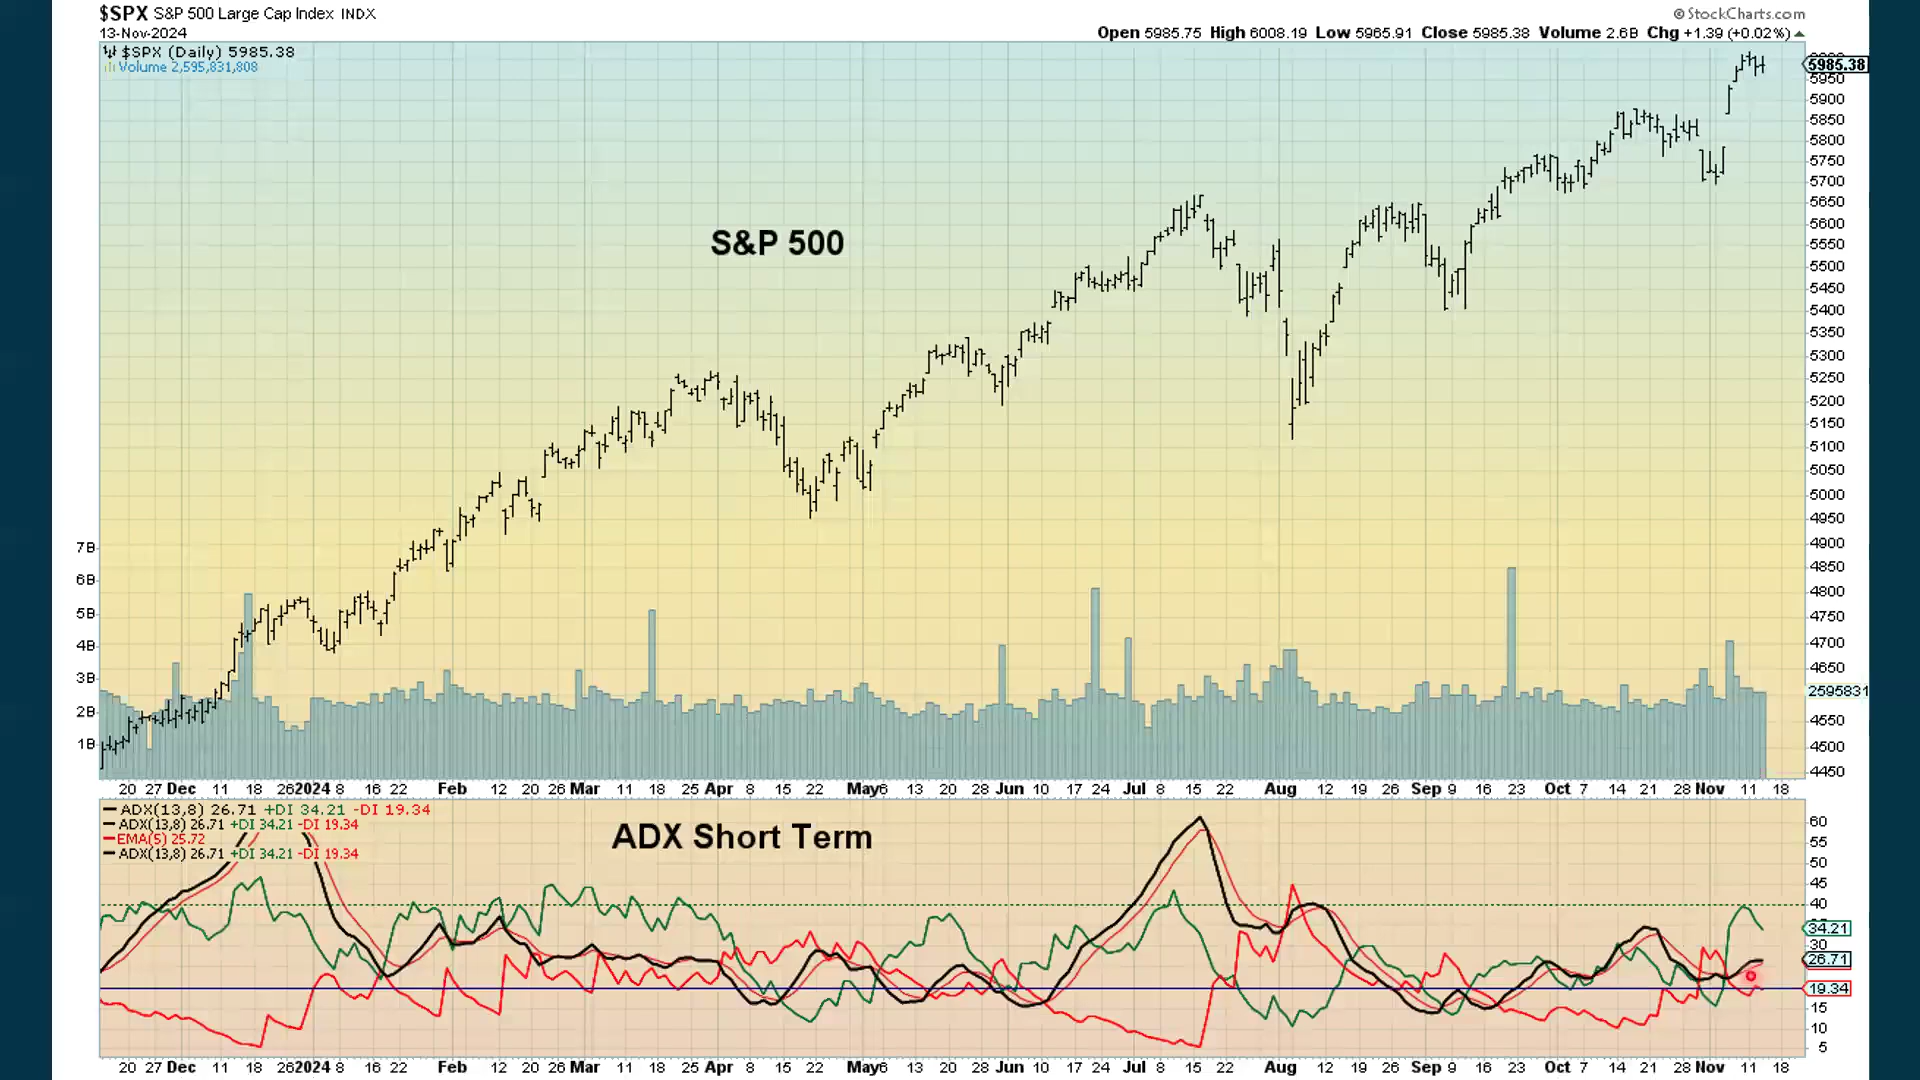 $SPX S&P 500 Large Cap Index INDX
© StockCharts.com
13-Nov-2024
Open 5985.75 High 6008.19 Low 5965.91 Close 5985.38 Volume 2.6B Chg +1.39 (+0.02%)
$SPX (Daily) 5985.38
Volume 2,595,831,808
S&P 500
5985.38
5950
5900
5850
5800
5750
5700
5650
5600
5550
5500
5450
5400
5350
5300
5250
5200
5150
5100
5050
5000
4950
4900
4850
4800
4750
4700
4650
2595831
4550
4500
4450
7B
6B
5B
4B
3B
2B
1B
20 27 Dec 11 18 26 2024 8 16 22 Feb 12 20 26 Mar 11 18 Apr 8 15 22 May 6 13 20 28 Jun 10 17 24 Jul 8 15 22 Aug 12 19 26 Sep 9 16 23 Oct 7 14 21 28 Nov 11 18
ADX(13,8) 26.71 +DI 34.21 -DI 19.34
ADX(13,8) 26.71 +DI 34.21 -DI 19.34
EMA(5) 25.72
ADX(13,8) 26.71 +DI 34.21 -DI 19.34
ADX Short Term
60
55
50
45
40
34.21
30
26.71
19.34
15
10
5
20 27 Dec 11 18 26 2024 8 16 22 Feb 12 20 26 Mar 11 18 Apr 8 15 22 May 6 13 20 28 Jun 10 17 24 Jul 8 15 22 Aug 12 19 26 Sep 9 16 23 Oct 7 14 21 28 Nov 11 18